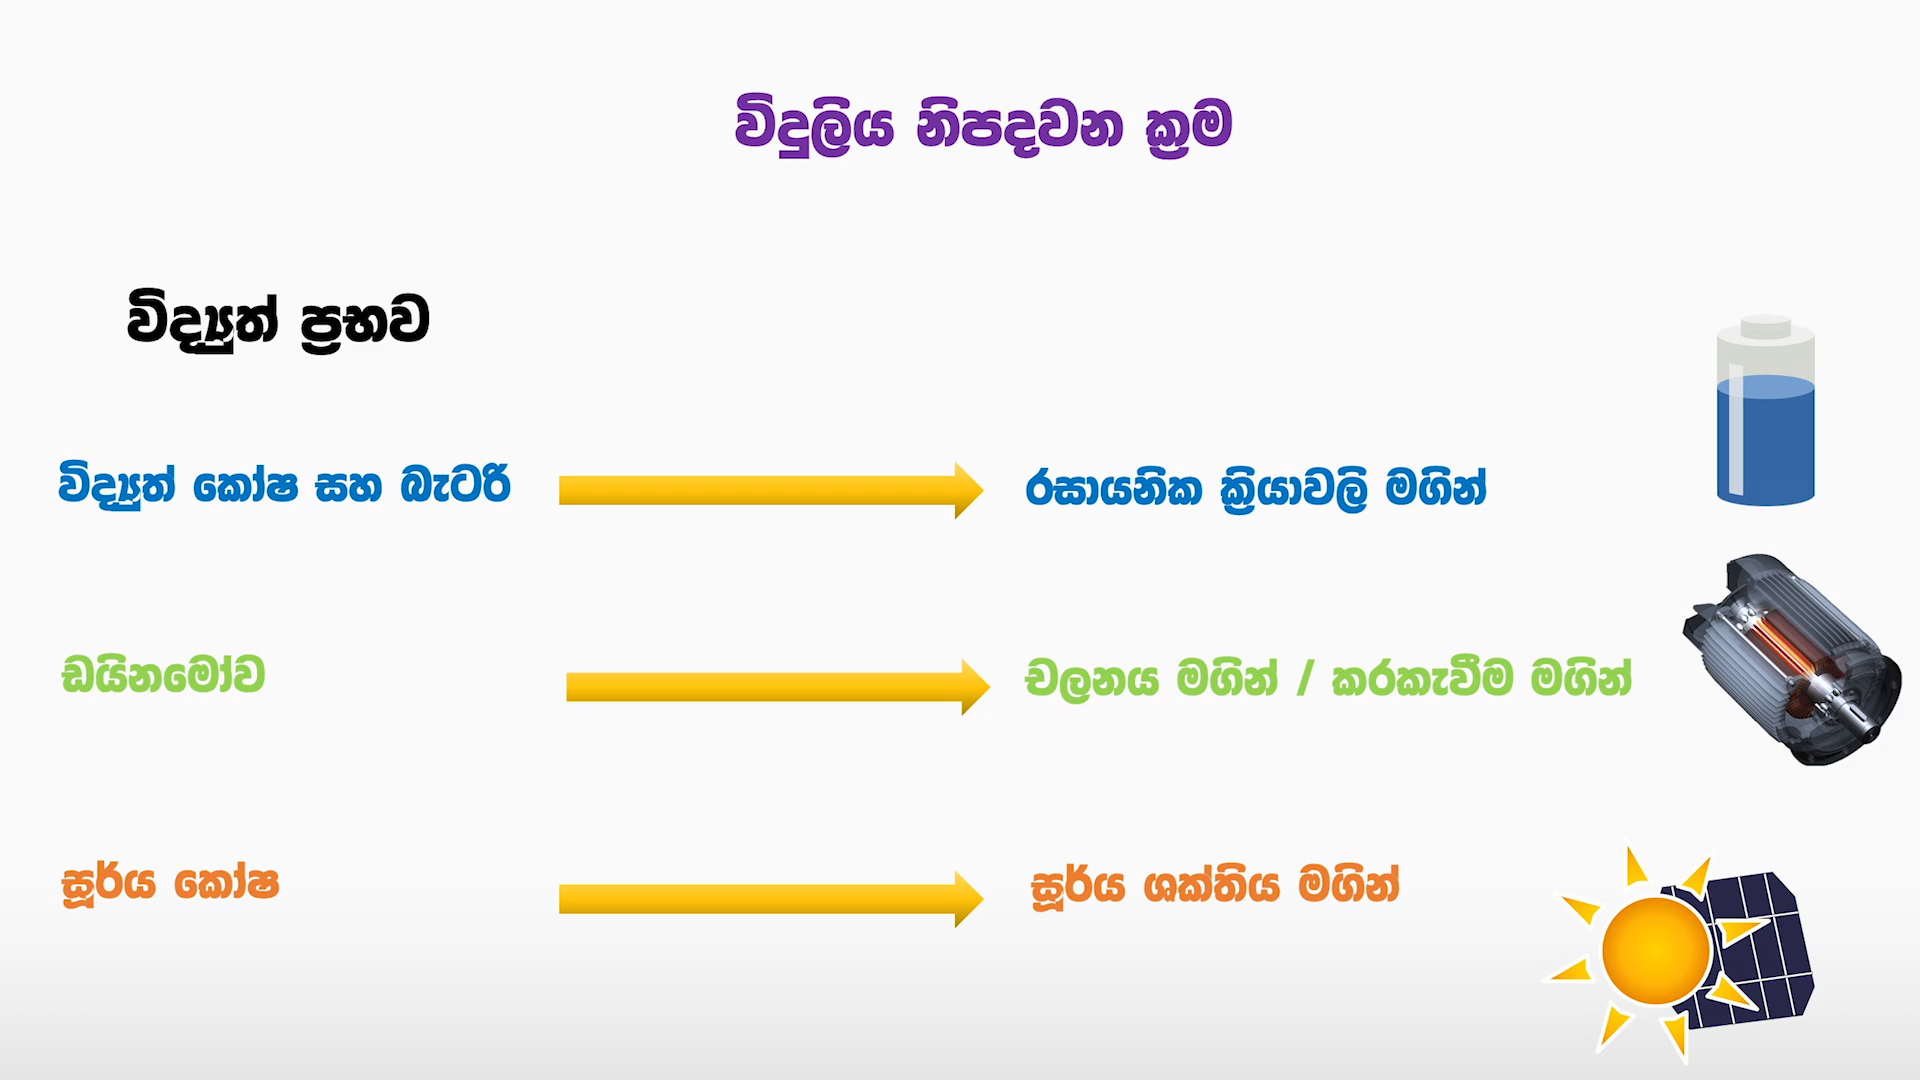 විදුලිය නිපදවන ක්‍රම
විද්‍යුත් ප්‍රභව
විද්‍යුත් කෝෂ සහ බැටරි
රසායනික ක්‍රියාවලි මගින්
ඩයිනමෝව
චලනය මගින් / කරකැවීම මගින්
සූර්ය කෝෂ
සූර්ය ශක්තිය මගින්